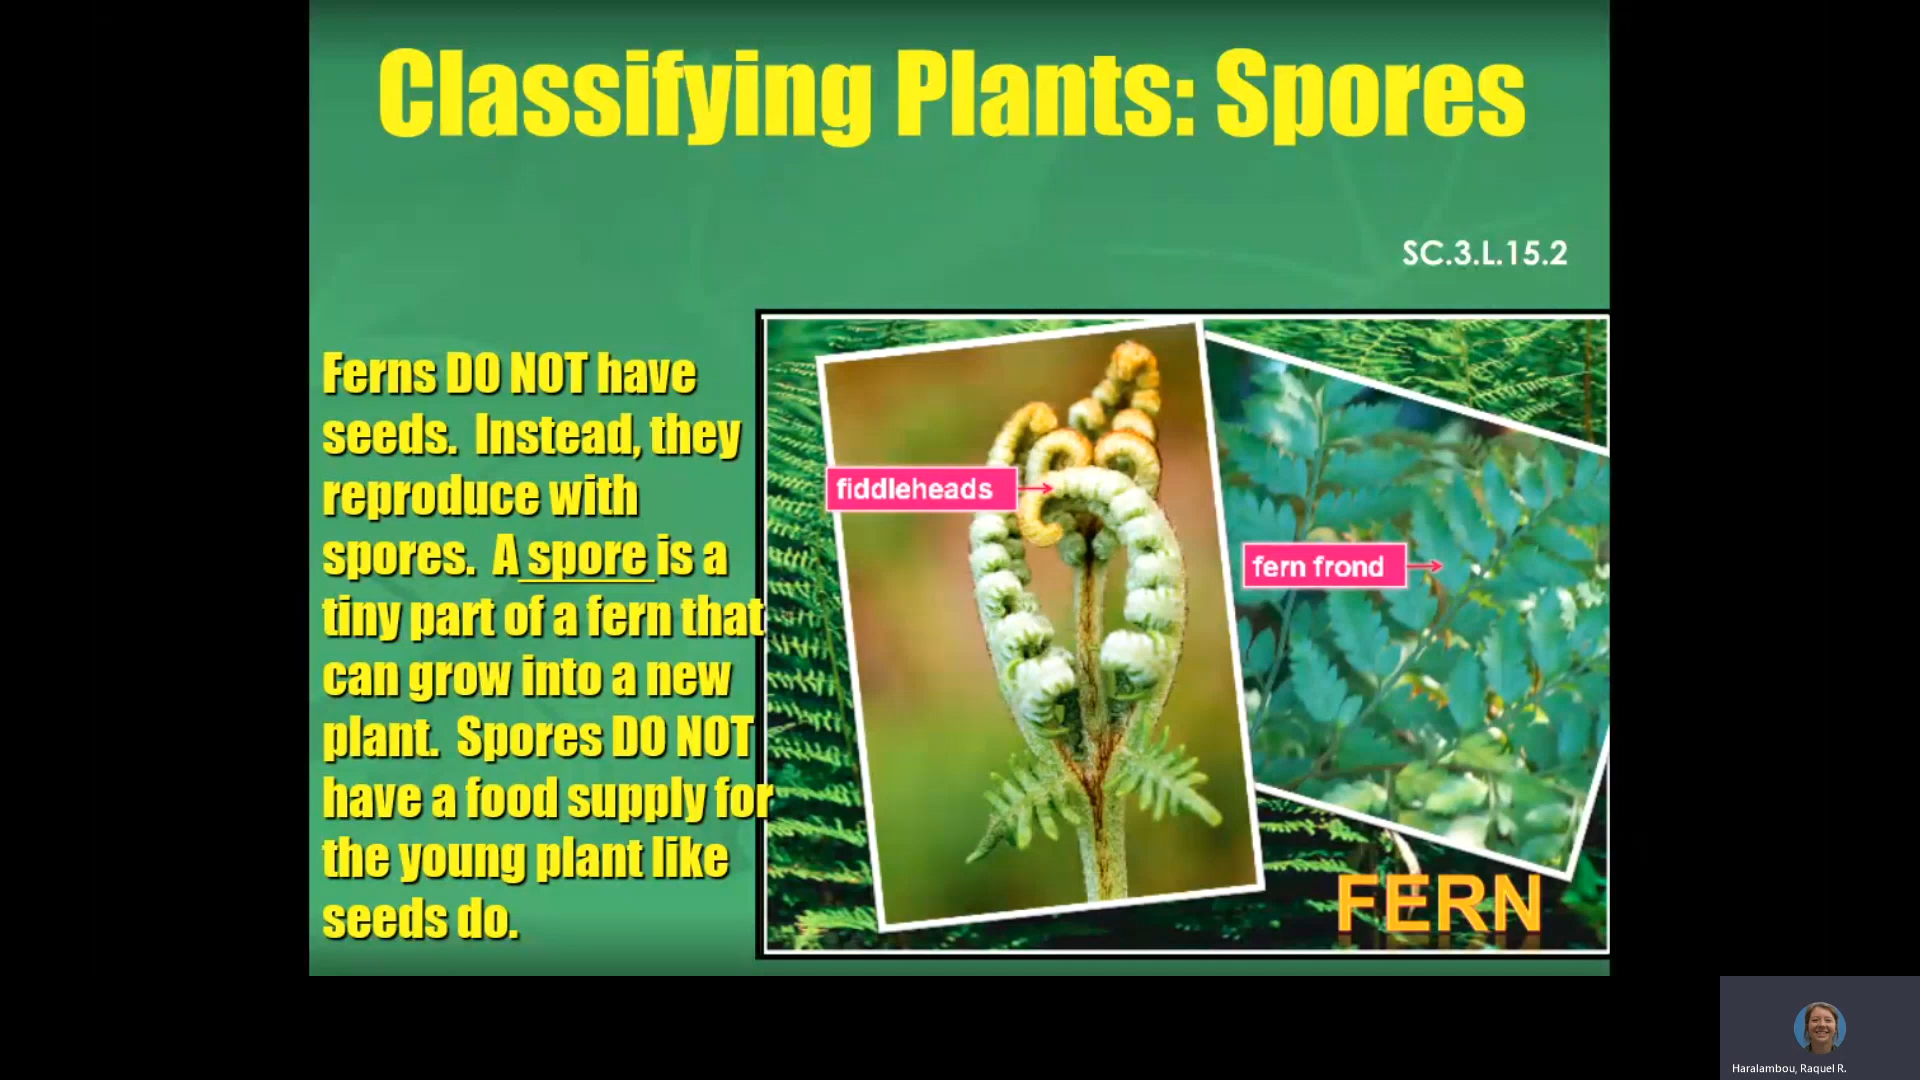 Classifying Plants: Spores
SC.3.L.15.2
Ferns DO NOT have
seeds. Instead, they
reproduce with
spores. A spore is a
tiny part of a fern that
can grow into a new
plant. Spores DO NOT
have a food supply for
the young plant like
seeds do.
fiddleheads
fern frond
FERN
Haralambou, Raquel R.